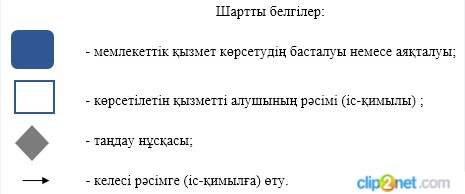 Шартты белгілер:
- мемлекеттік қызмет көрсетудің басталуы немесе аяқталуы;
- көрсетілетін қызметті алушының рәсімі (іс-қимылы) ;
- таңдау нұсқасы;
- келесі рәсімге (іс-қимылға) өту.
clip2net.com